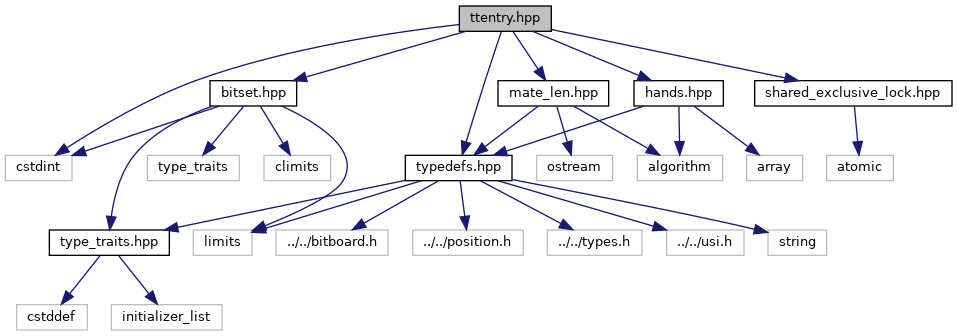 ttentry.hpp
bitset.hpp
mate_len.hpp
hands.hpp
shared_exclusive_lock.hpp
cstdint
type_traits
climits
typedefs.hpp
ostream
algorithm
array
atomic
type_traits.hpp
limits
../../bitboard.h
../../position.h
../../types.h
../../usi.h
string
cstddef
initializer_list